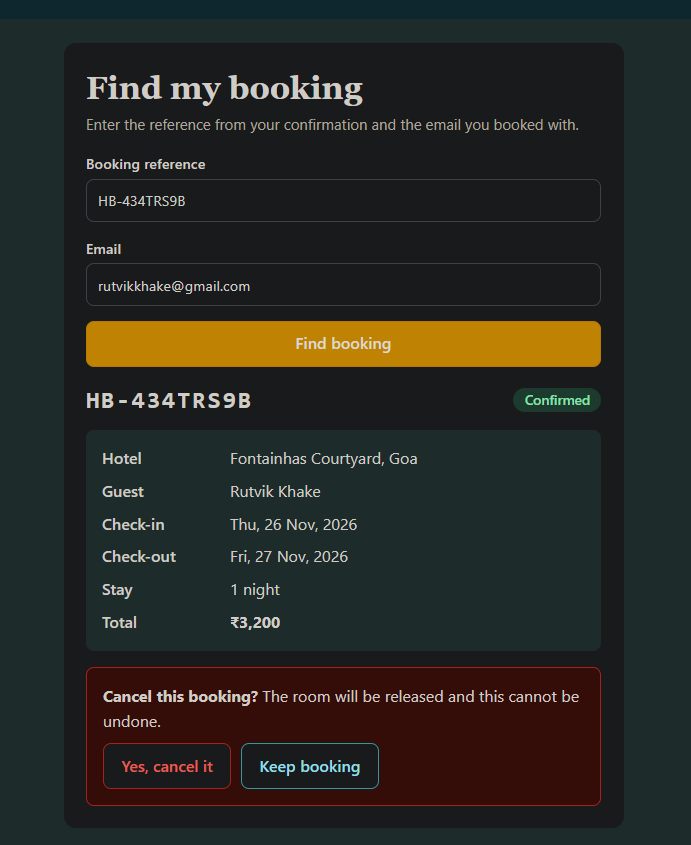 Find my booking
Enter the reference from your confirmation and the email you booked with.
Booking reference
HB-434TRS9B
Email
rutvikkhake@gmail.com
Find booking
HB-434TRS9B
Confirmed
Hotel Fontainhas Courtyard, Goa
Guest Rutvik Khake
Check-in Thu, 26 Nov, 2026
Check-out Fri, 27 Nov, 2026
Stay 1 night
Total ₹3,200
Cancel this booking? The room will be released and this cannot be
undone.
Yes, cancel it
Keep booking